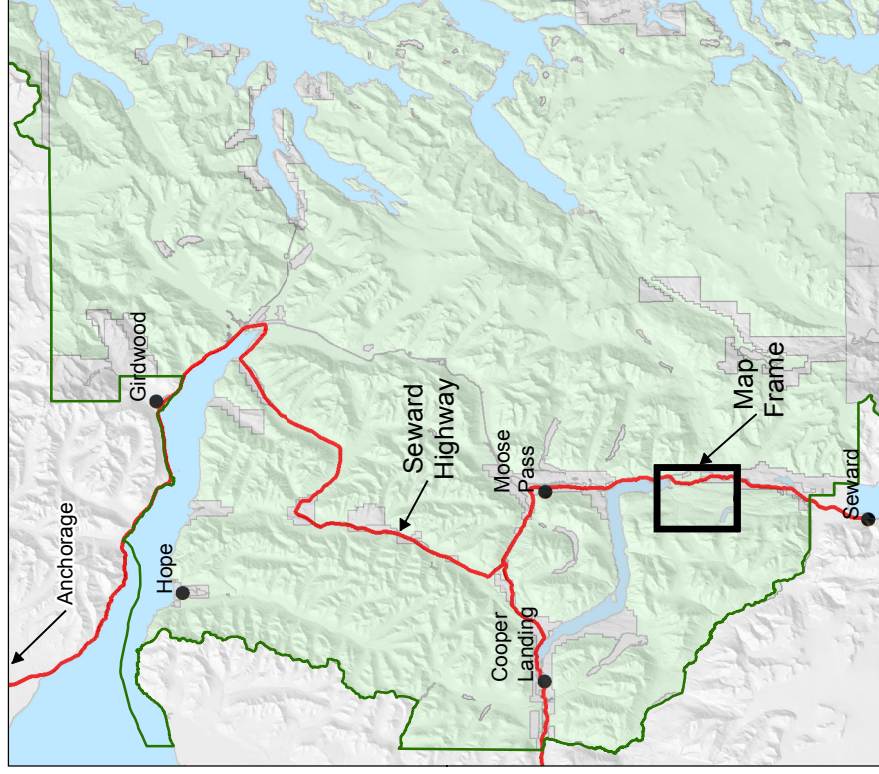 Anchorage
Girdwood
Hope
Seward
Highway
Moose
Pass
Cooper
Landing
Map
Frame
Seward